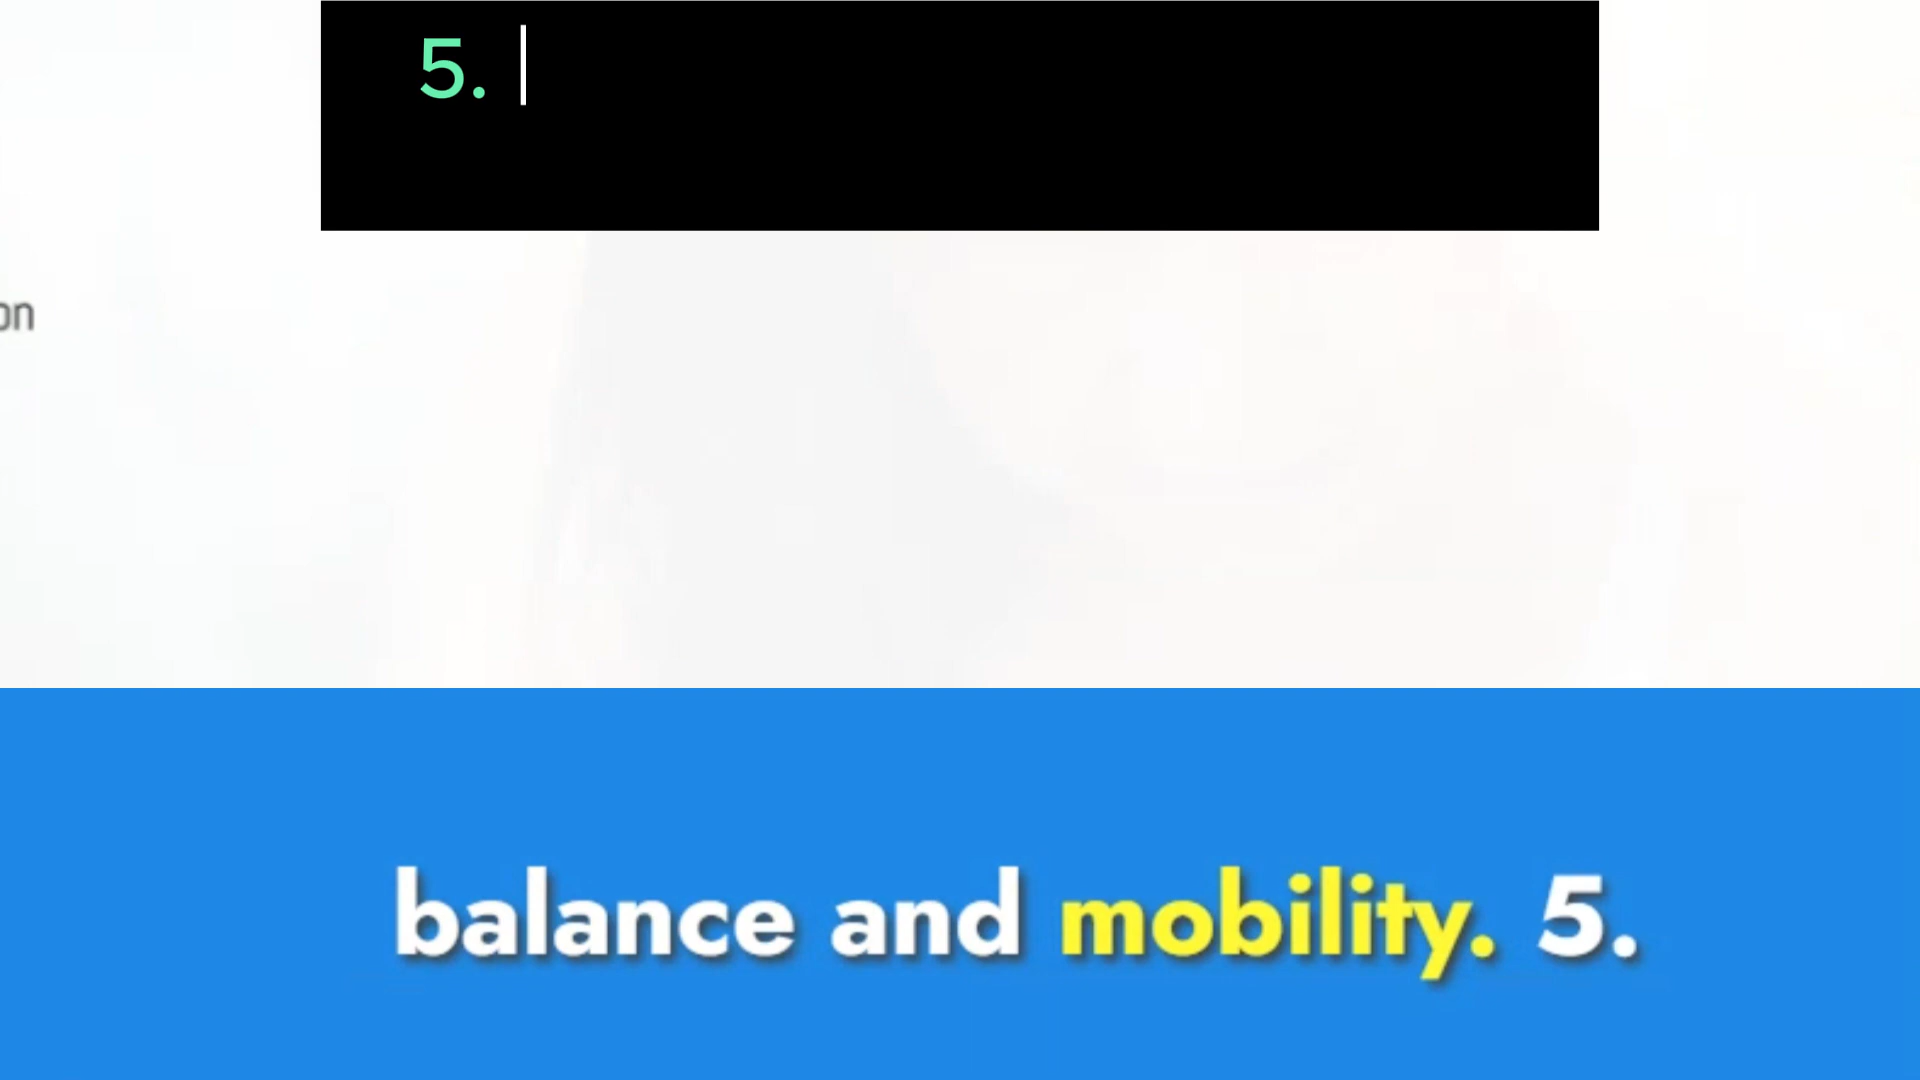 5.
on
balance and mobility. 5.